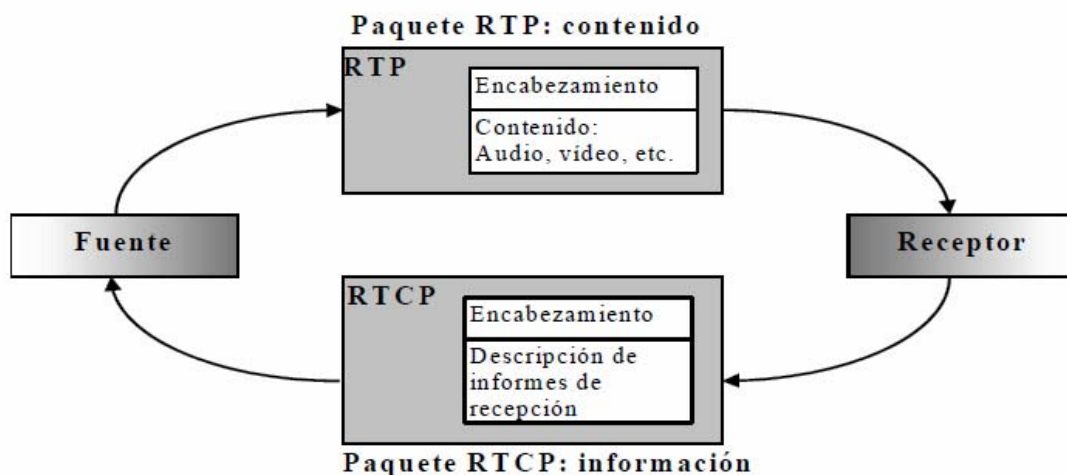 Paquete RTP: contenido
RTP
Encabezamiento
Contenido:
Audio, vídeo, etc.
Fuente
Receptor
RTCP
Encabezamiento
Descripción de
informes de
recepción
Paquete RTCP: información